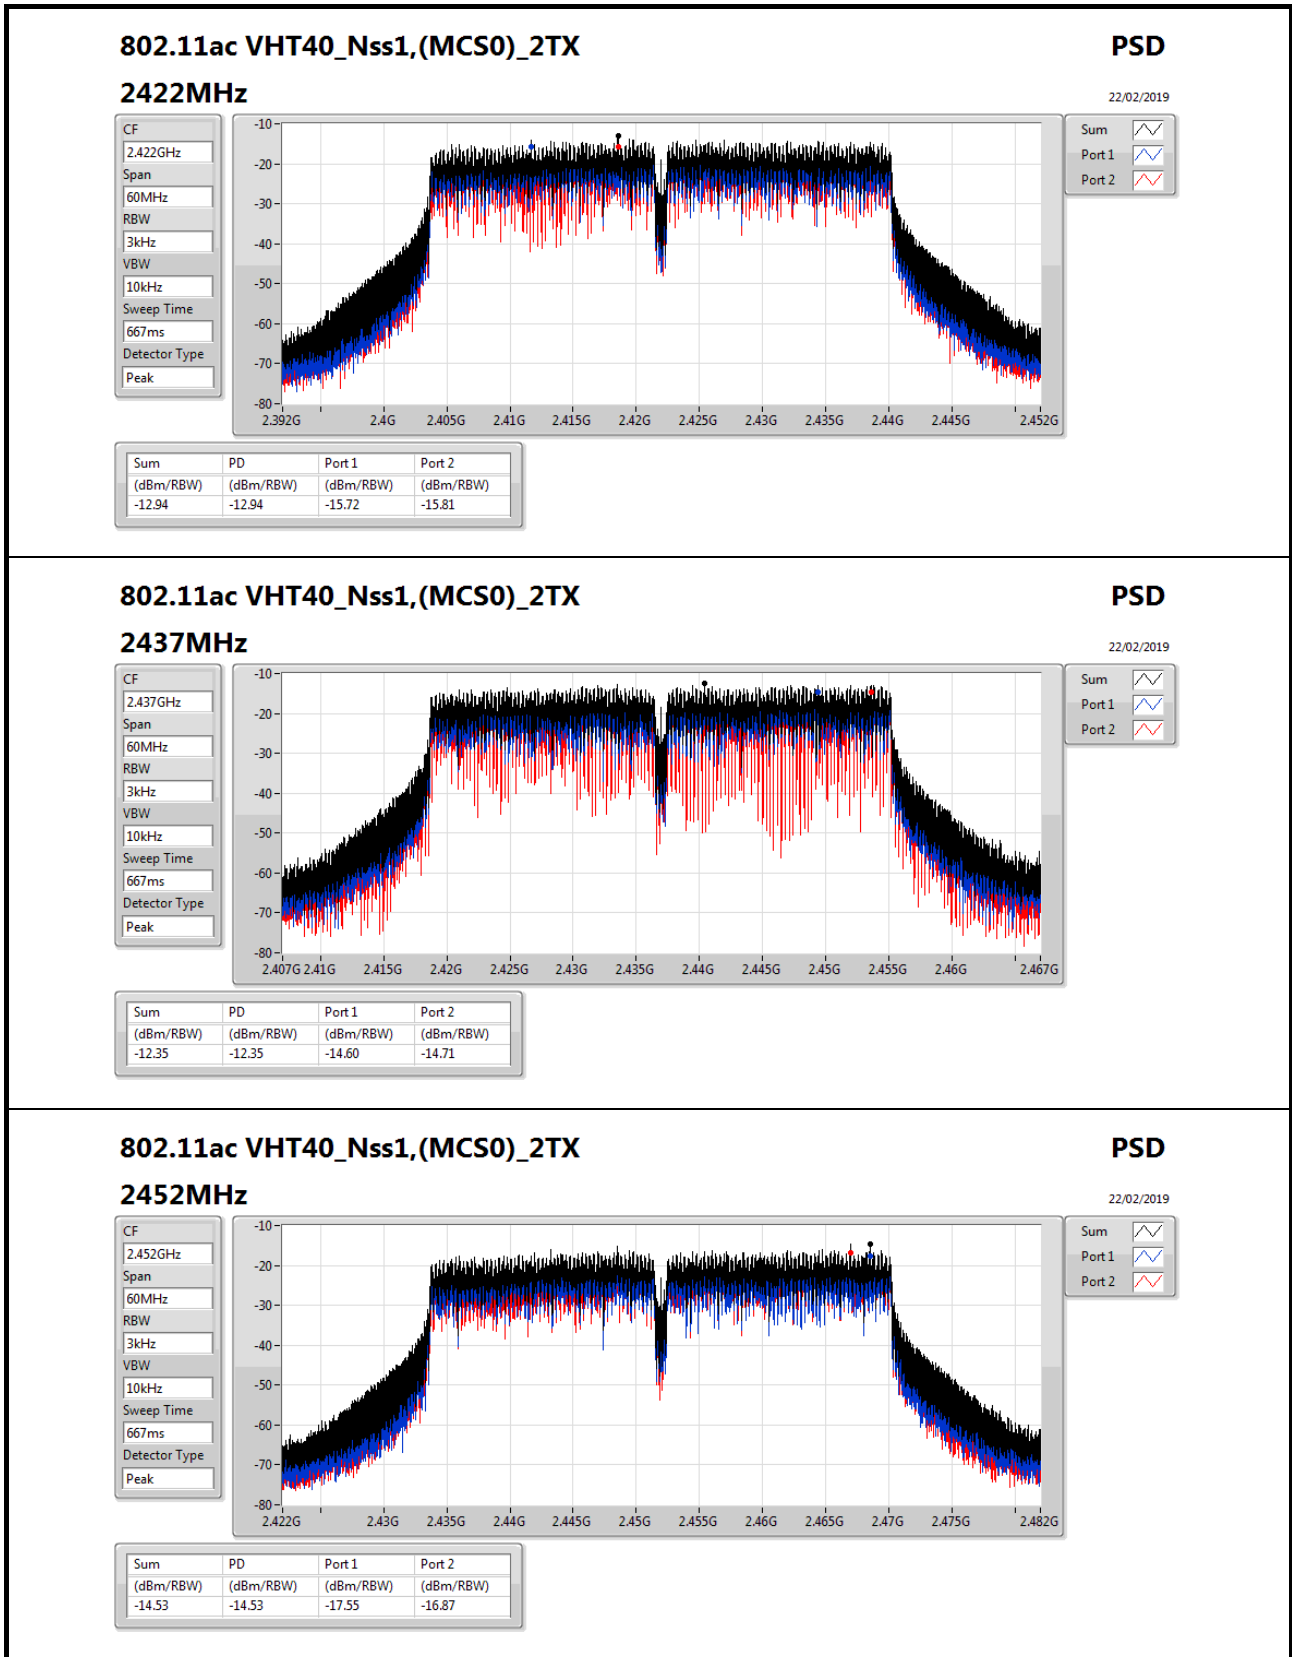 802.11ac VHT40_Nss1,(MCS0)_2TX PSD
2422MHz 22/02/2019
CF
2.422GHz
Span
60MHz
RBW
3kHz
VBW
10kHz
Sweep Time
667ms
Detector Type
Peak
-10
-20
-30
-40
-50
-60
-70
-80
2.392G 2.4G 2.405G 2.41G 2.415G 2.42G 2.425G 2.43G 2.435G 2.44G 2.445G 2.452G
Sum
Port 1
Port 2
Sum PD Port 1 Port 2
(dBm/RBW) (dBm/RBW) (dBm/RBW) (dBm/RBW)
-12.94 -12.94 -15.72 -15.81
802.11ac VHT40_Nss1,(MCS0)_2TX PSD
2437MHz 22/02/2019
CF
2.437GHz
Span
60MHz
RBW
3kHz
VBW
10kHz
Sweep Time
667ms
Detector Type
Peak
-10
-20
-30
-40
-50
-60
-70
-80
2.407G 2.41G 2.415G 2.42G 2.425G 2.43G 2.435G 2.44G 2.445G 2.45G 2.455G 2.46G 2.467G
Sum
Port 1
Port 2
Sum PD Port 1 Port 2
(dBm/RBW) (dBm/RBW) (dBm/RBW) (dBm/RBW)
-12.35 -12.35 -14.60 -14.71
802.11ac VHT40_Nss1,(MCS0)_2TX PSD
2452MHz 22/02/2019
CF
2.452GHz
Span
60MHz
RBW
3kHz
VBW
10kHz
Sweep Time
667ms
Detector Type
Peak
-10
-20
-30
-40
-50
-60
-70
-80
2.422G 2.43G 2.435G 2.44G 2.445G 2.45G 2.455G 2.46G 2.465G 2.47G 2.475G 2.482G
Sum
Port 1
Port 2
Sum PD Port 1 Port 2
(dBm/RBW) (dBm/RBW) (dBm/RBW) (dBm/RBW)
-14.53 -14.53 -17.55 -16.87